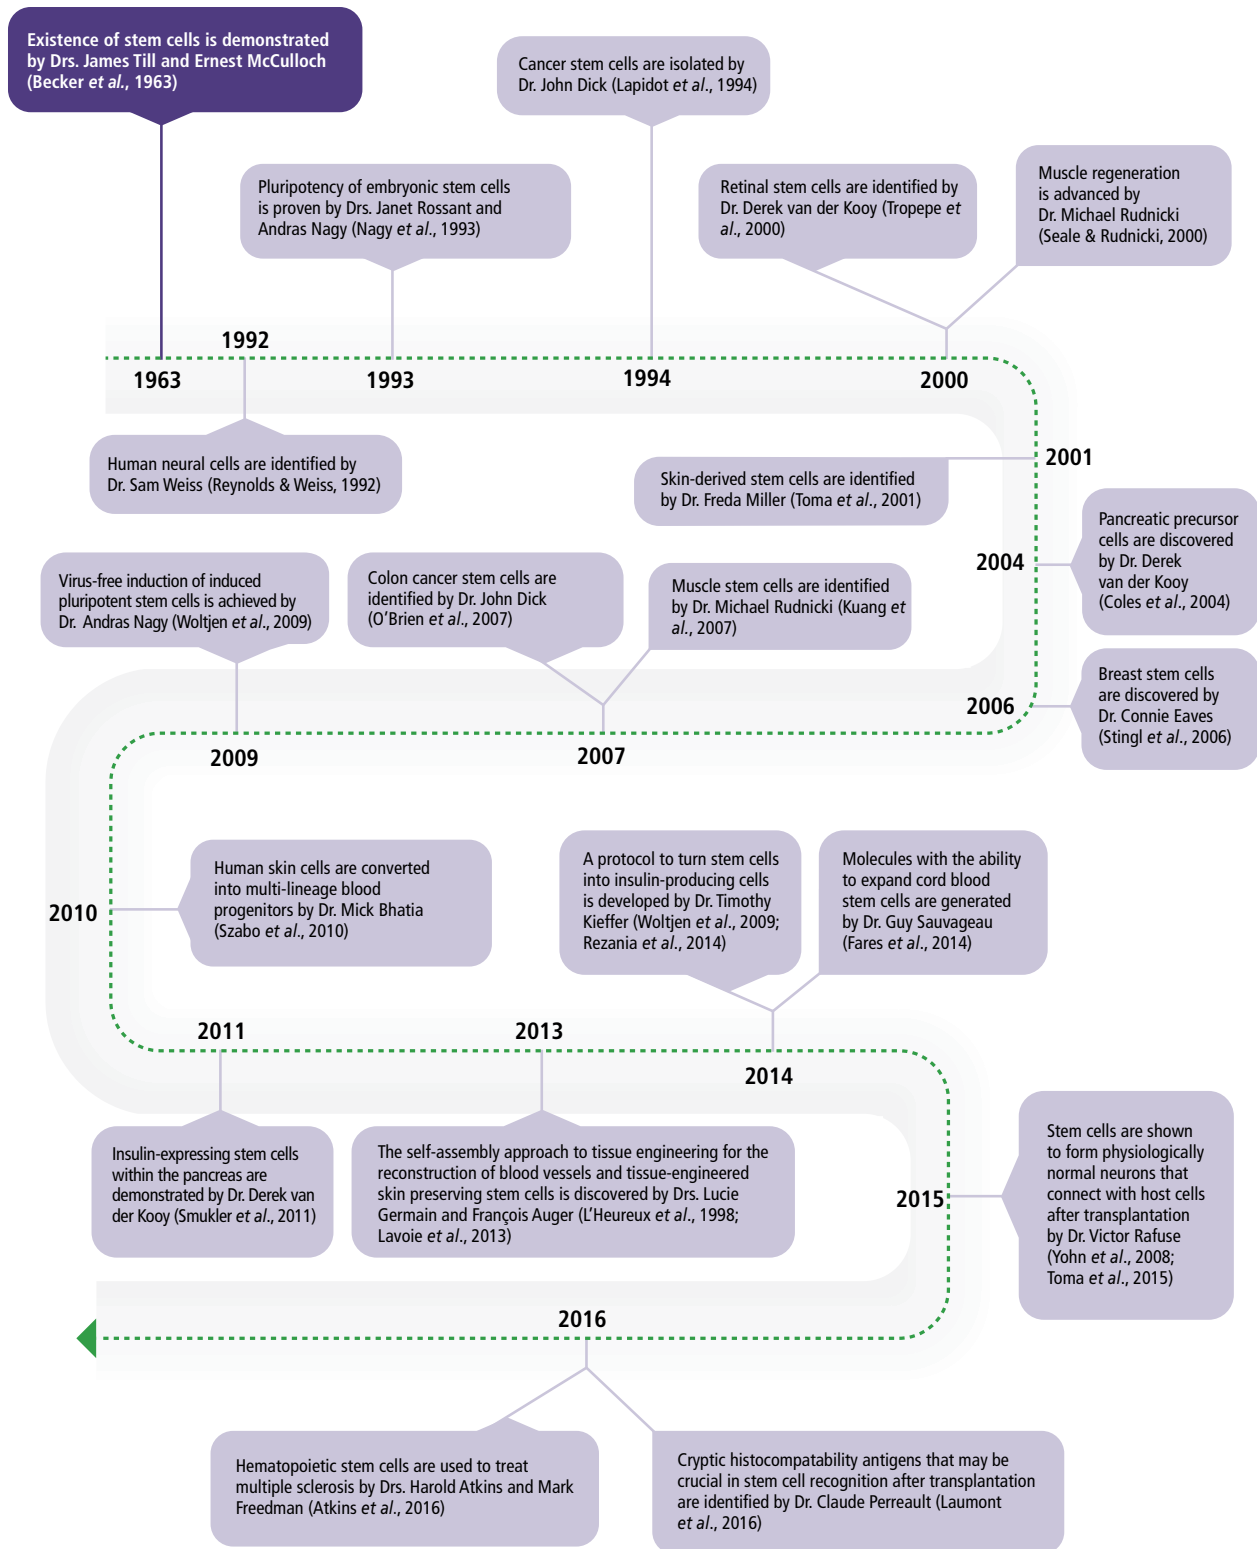 Existence of stem cells is demonstrated
by Drs. James Till and Ernest McCulloch
(Becker et al., 1963)
Cancer stem cells are isolated by
Dr. John Dick (Lapidot et al., 1994)
Pluripotency of embryonic stem cells
is proven by Drs. Janet Rossant and
Andras Nagy (Nagy et al., 1993)
Retinal stem cells are identified by
Dr. Derek van der Kooy (Tropepe et
al., 2000)
Muscle regeneration
is advanced by
Dr. Michael Rudnicki
(Seale & Rudnicki, 2000)
1992
1963
1993
1994
2000
Human neural cells are identified by
Dr. Sam Weiss (Reynolds & Weiss, 1992)
Skin-derived stem cells are identified
by Dr. Freda Miller (Toma et al., 2001)
2001
2004
Pancreatic precursor
cells are discovered
by Dr. Derek
van der Kooy
(Coles et al., 2004)
Virus-free induction of induced
pluripotent stem cells is achieved by
Dr. Andras Nagy (Woltjen et al., 2009)
Colon cancer stem cells are
identified by Dr. John Dick
(O'Brien et al., 2007)
Muscle stem cells are identified
by Dr. Michael Rudnicki (Kuang et
al., 2007)
2006
Breast stem cells
are discovered by
Dr. Connie Eaves
(Stingl et al., 2006)
2009
2007
2010
Human skin cells are converted
into multi-lineage blood
progenitors by Dr. Mick Bhatia
(Szabo et al., 2010)
A protocol to turn stem cells
into insulin-producing cells
is developed by Dr. Timothy
Kieffer (Woltjen et al., 2009;
Rezania et al., 2014)
Molecules with the ability
to expand cord blood
stem cells are generated
by Dr. Guy Sauvageau
(Fares et al., 2014)
2011
2013
2014
Insulin-expressing stem cells
within the pancreas are
demonstrated by Dr. Derek van
der Kooy (Smukler et al., 2011)
The self-assembly approach to tissue engineering for the
reconstruction of blood vessels and tissue-engineered
skin preserving stem cells is discovered by Drs. Lucie
Germain and François Auger (L'Heureux et al., 1998;
Lavoie et al., 2013)
2015
Stem cells are shown
to form physiologically
normal neurons that
connect with host cells
after transplantation
by Dr. Victor Rafuse
(Yohn et al., 2008;
Toma et al., 2015)
2016
Hematopoietic stem cells are used to treat
multiple sclerosis by Drs. Harold Atkins and Mark
Freedman (Atkins et al., 2016)
Cryptic histocompatability antigens that may be
crucial in stem cell recognition after transplantation
are identified by Dr. Claude Perreault (Laumont
et al., 2016)